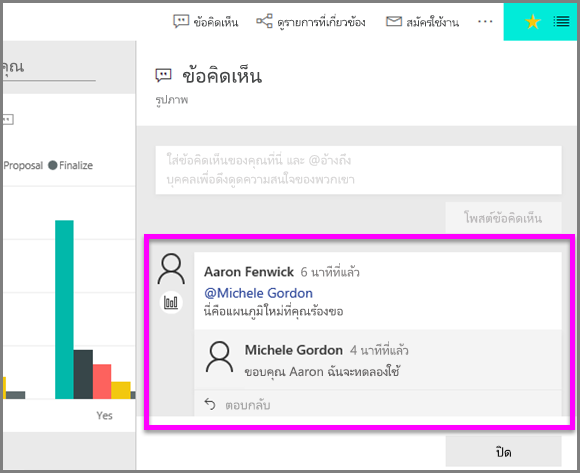 ข้อคิดเห็น
ดูรายการที่เกี่ยวข้อง
สมัครใช้งาน
คุณ
Proposal
Finalize
Yes
ข้อคิดเห็น
รูปภาพ
ใส่ข้อคิดเห็นของคุณที่นี่ และ @อ้างถึง
บุคคลเพื่อดึงดูดความสนใจของพวกเขา
โพสต์ข้อคิดเห็น
Aaron Fenwick 6 นาทีที่แล้ว
@Michele Gordon
นี่คือแผนภูมิใหม่ที่คุณร้องขอ
Michele Gordon 4 นาทีที่แล้ว
ขอบคุณ Aaron ฉันจะทดลองใช้
ตอบกลับ
ปิด